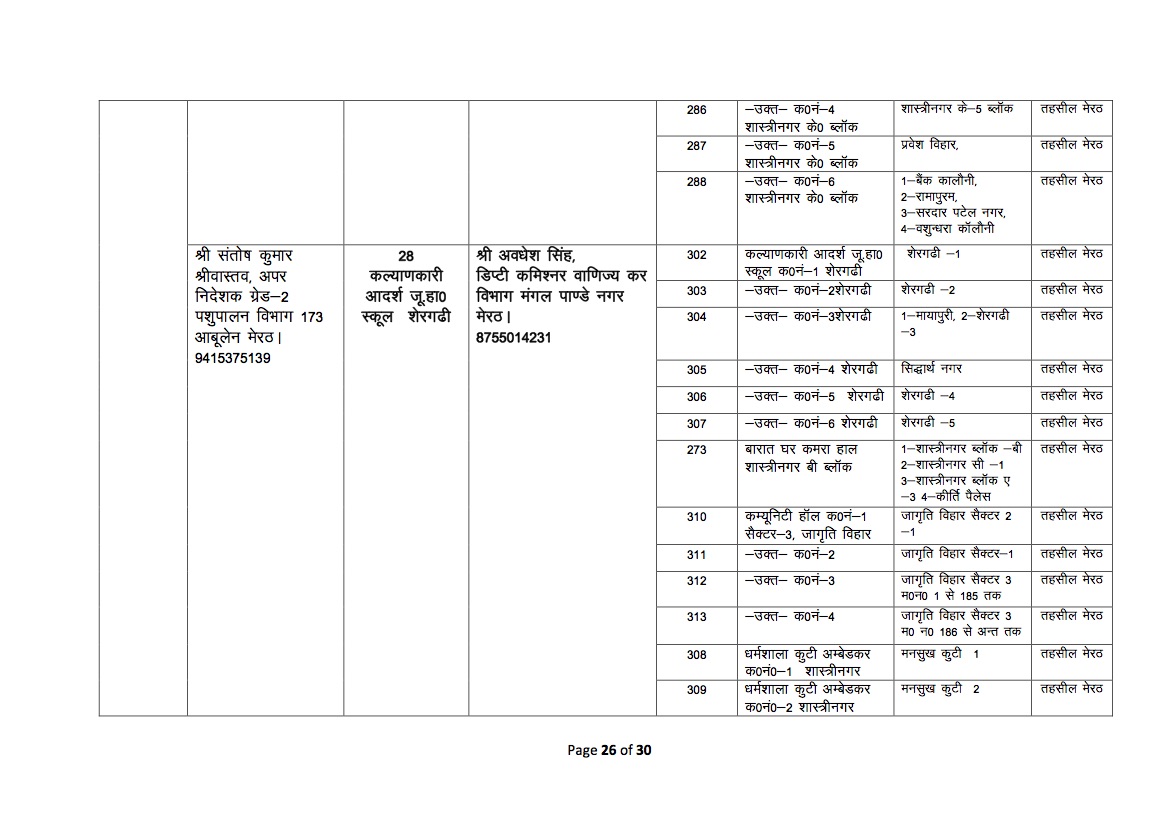 286 –उक्त– क0नं–4 शास्त्रीनगर के–5 ब्लॉक तहसील मेरठ
शास्त्रीनगर के0 ब्लॉक
287 –उक्त– क0नं–5 प्रवेश विहार, तहसील मेरठ
शास्त्रीनगर के0 ब्लॉक
288 –उक्त– क0नं–6 1–बैंक कालौनी, तहसील मेरठ
शास्त्रीनगर के0 ब्लॉक 2–रामापुरम,
3–सरदार पटेल नगर,
4–वशुन्धरा कॉलौनी
श्री संतोष कुमार
श्रीवास्तव, अपर
निदेशक ग्रेड–2
पशुपालन विभाग 173
आबूलेन मेरठ।
9415375139
28
कल्याणकारी
आदर्श जू.हा0
स्कूल शेरगढी
श्री अवधेश सिंह,
डिप्टी कमिश्नर वाणिज्य कर
विभाग मंगल पाण्डे नगर
मेरठ।
8755014231
302 कल्याणकारी आदर्श जू.हा0 शेरगढी –1 तहसील मेरठ
स्कूल क0नं–1 शेरगढी
303 –उक्त– क0नं–2शेरगढी शेरगढी –2 तहसील मेरठ
304 –उक्त– क0नं–3शेरगढी 1–मायापुरी, 2–शेरगढी तहसील मेरठ
–3
305 –उक्त– क0नं–4 शेरगढी सिद्धार्थ नगर तहसील मेरठ
306 –उक्त– क0नं–5 शेरगढी शेरगढी –4 तहसील मेरठ
307 –उक्त– क0नं–6 शेरगढी शेरगढी –5 तहसील मेरठ
273 बारात घर कमरा हाल 1–शास्त्रीनगर ब्लॉक –बी तहसील मेरठ
शास्त्रीनगर बी ब्लॉक 2–शास्त्रीनगर सी –1
3–शास्त्रीनगर ब्लॉक ए
–3 4–कीर्ति पैलेस
310 कम्यूनिटी हॉल क0नं–1 जागृति विहार सैक्टर 2 तहसील मेरठ
सैक्टर–3, जागृति विहार –1
311 –उक्त– क0नं–2 जागृति विहार सैक्टर–1 तहसील मेरठ
312 –उक्त– क0नं–3 जागृति विहार सैक्टर 3 तहसील मेरठ
म0न0 1 से 185 तक
313 –उक्त– क0नं–4 जागृति विहार सैक्टर 3 तहसील मेरठ
म0 न0 186 से अन्त तक
308 धर्मशाला कुटी अम्बेडकर मनसुख कुटी 1 तहसील मेरठ
क0नं0–1 शास्त्रीनगर
309 धर्मशाला कुटी अम्बेडकर मनसुख कुटी 2 तहसील मेरठ
क0नं0–2 शास्त्रीनगर
Page 26 of 30